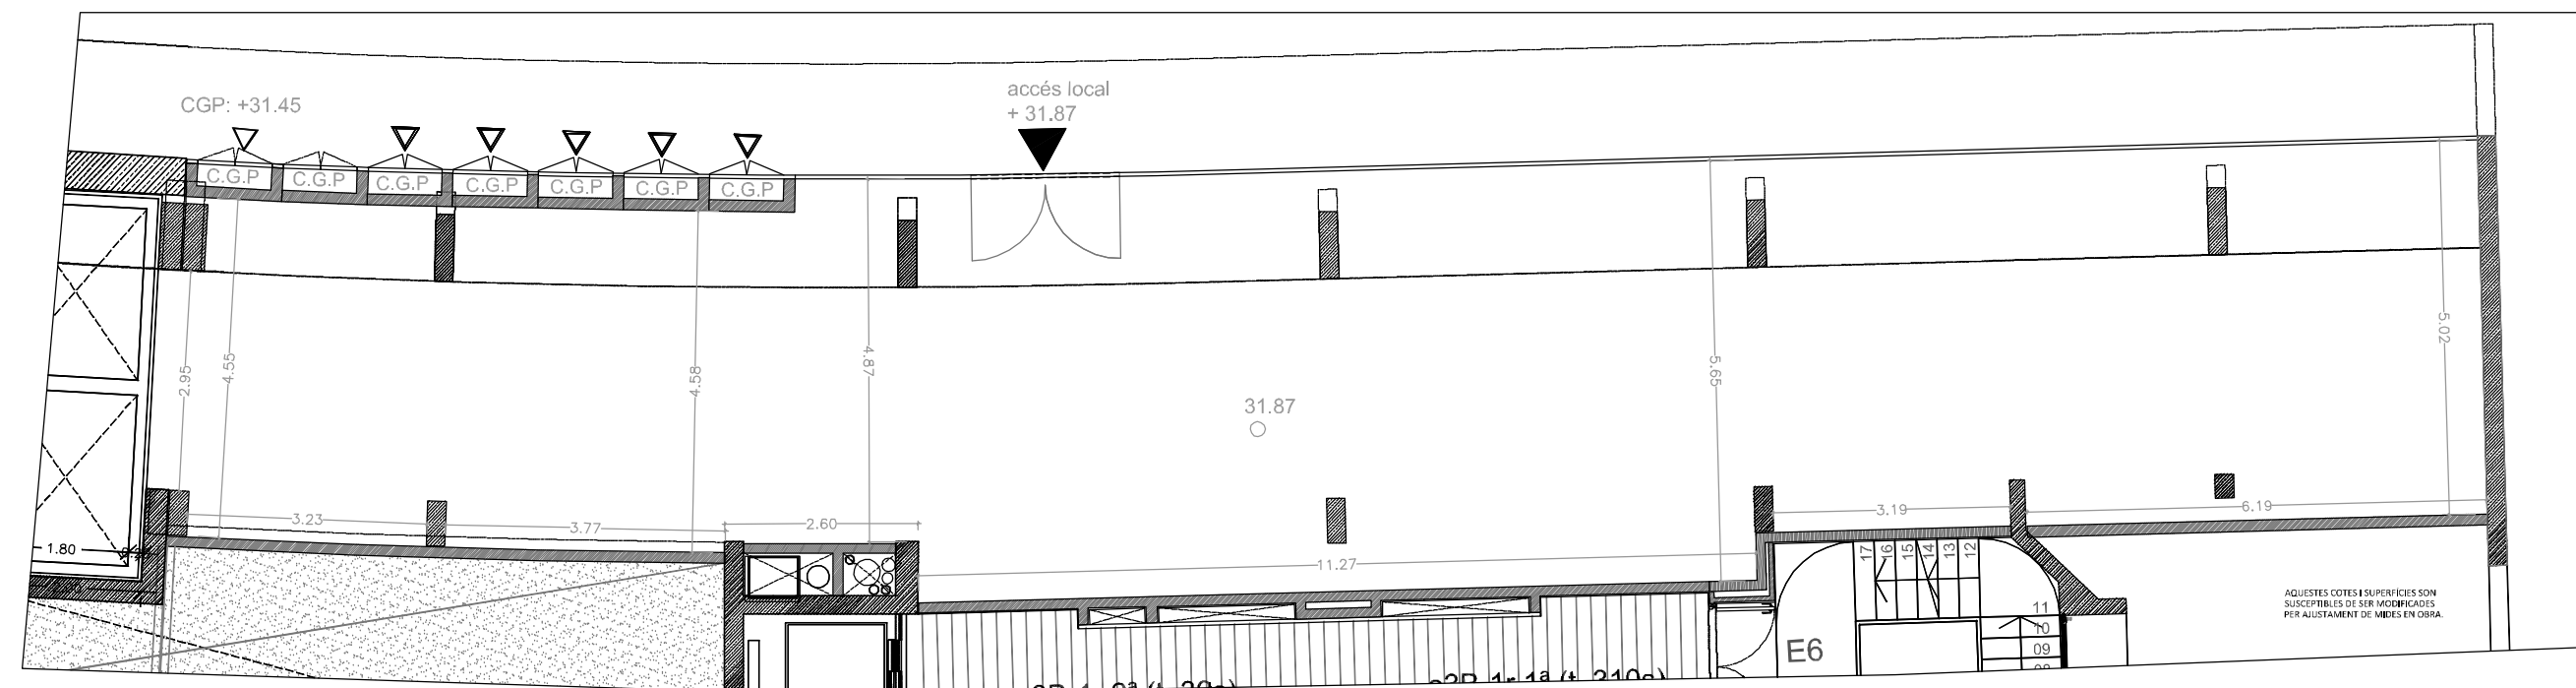 accés local
CGP: +31.45
+ 31.87
C.G.P
C.G.P
C.G.P
C.G.P
C.G.P
C.G.P
C.G.P
2.95
4.55
4.58
4.87
5.65
5.02
31.87
3.23
3.77
2.60
3.19
6.19
1.80
11.27
17
16
15
14
13
12
11
10
09
E6
AQUESTES COTES I SUPERFÍCIES SON
SUSCEPTIBLES DE SER MODIFICADES
PER AJUSTAMENT DE MIDES EN OBRA.